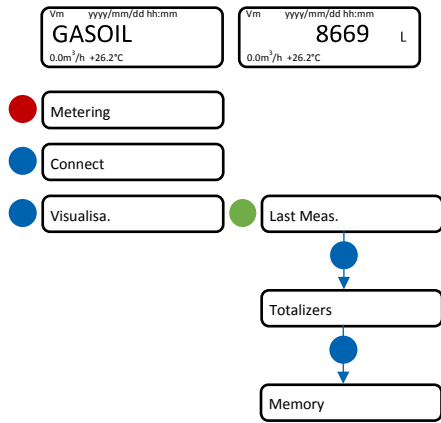 Vm yyyy/mm/dd hh:mm
GASOIL
0.0m³/h +26.2°C
Vm yyyy/mm/dd hh:mm
8669 L
0.0m³/h +26.2°C
Metering
Connect
Visualisa.
Last Meas.
Totalizers
Memory